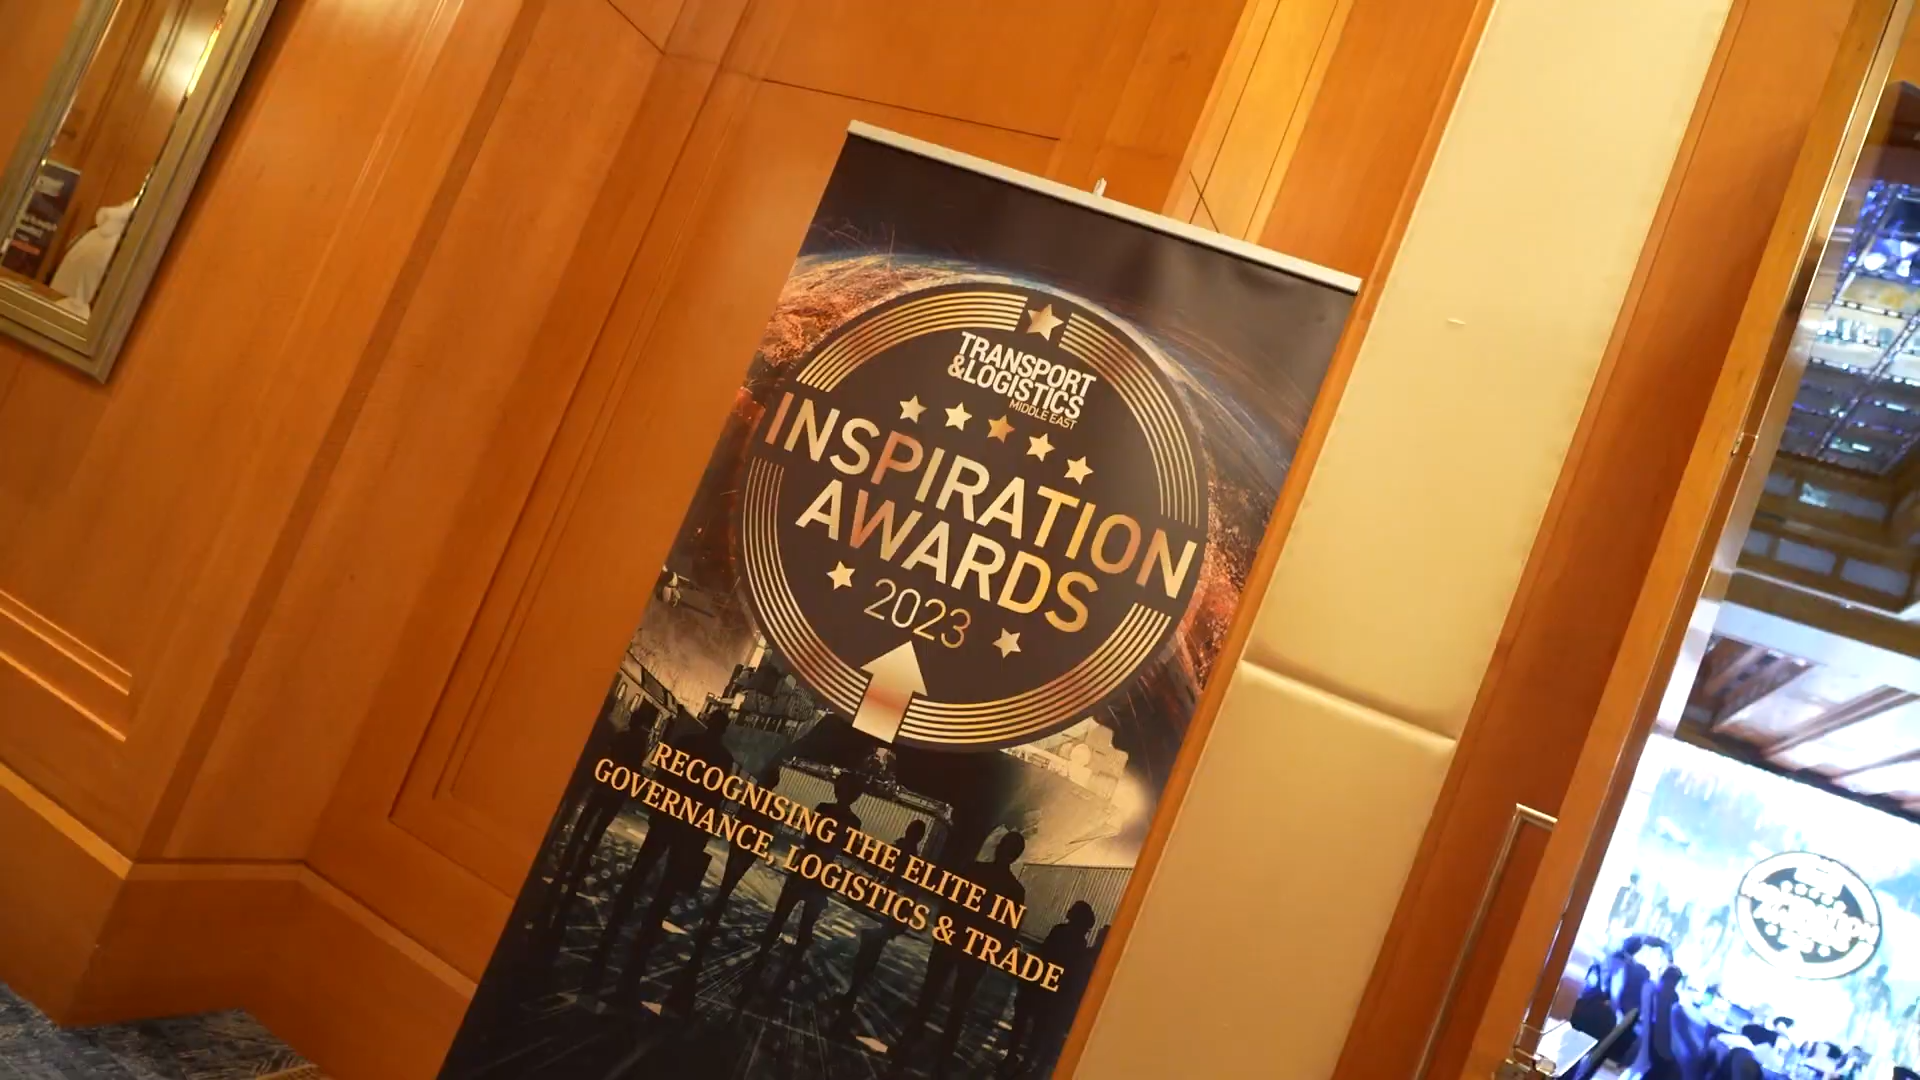 TRANSPORT
&LOGISTICS
MIDDLE EAST
INSPIRATION
AWARDS
2023
RECOGNISING THE ELITE IN
GOVERNANCE, LOGISTICS & TRADE